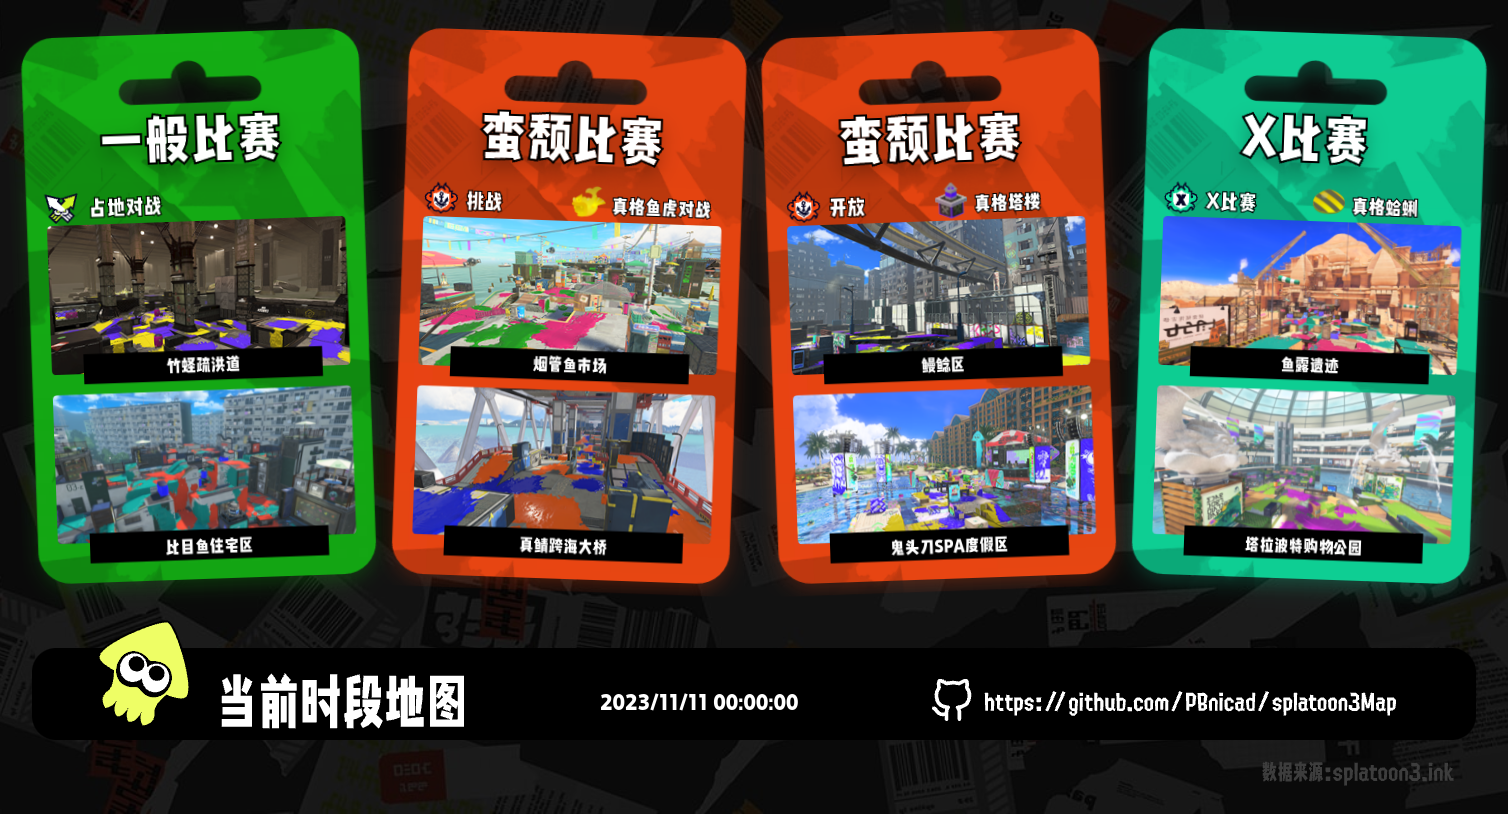 一般比赛
占地对战
竹蛏疏洪道
比目鱼住宅区
蛮颓比赛
挑战
真格鱼虎对战
烟管鱼市场
真鲭跨海大桥
蛮颓比赛
开放
真格塔楼
鳗鲶区
鬼头刀SPA度假区
X比赛
X比赛
真格蛤蜊
鱼露遗迹
塔拉波特购物公园
当前时段地图
2023/11/11 00:00:00
https://github.com/PBnicad/splatoon3Map
数据来源:splatoon3.ink